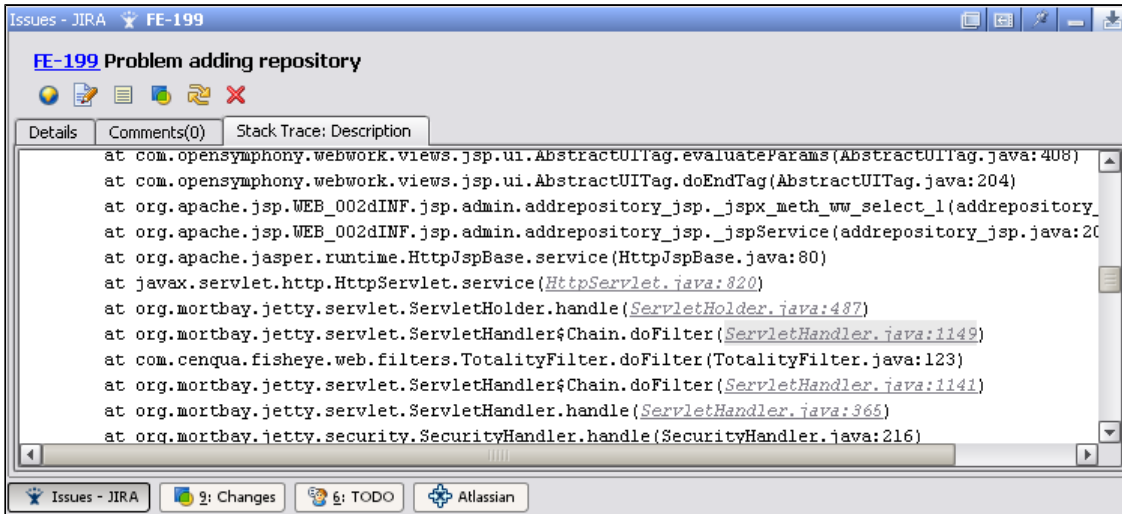 Issues - JIRA FE-199
FE-199 Problem adding repository
Details Comments(0) Stack Trace: Description
at com.opensymphony.webwork.views.jsp.ui.AbstractUITag.evaluateParams(AbstractUITag.java:408)
at com.opensymphony.webwork.views.jsp.ui.AbstractUITag.doEndTag(AbstractUITag.java:204)
at org.apache.jsp.WEB_002dINF.jsp.admin.addrepository_jsp._jspx_meth_ww_select_1(addrepository_
at org.apache.jsp.WEB_002dINF.jsp.admin.addrepository_jsp._jspService(addrepository_jsp.java:20
at org.apache.jasper.runtime.HttpJspBase.service(HttpJspBase.java:80)
at javax.servlet.http.HttpServlet.service(HttpServlet.java:820)
at org.mortbay.jetty.servlet.ServletHolder.handle(ServletHolder.java:487)
at org.mortbay.jetty.servlet.ServletHandler$Chain.doFilter(ServletHandler.java:1149)
at com.cenqua.fisheye.web.filters.TotalityFilter.doFilter(TotalityFilter.java:123)
at org.mortbay.jetty.servlet.ServletHandler$Chain.doFilter(ServletHandler.java:1141)
at org.mortbay.jetty.servlet.ServletHandler.handle(ServletHandler.java:365)
at org.mortbay.jetty.security.SecurityHandler.handle(SecurityHandler.java:216)
Issues - JIRA 9: Changes 6: TODO Atlassian